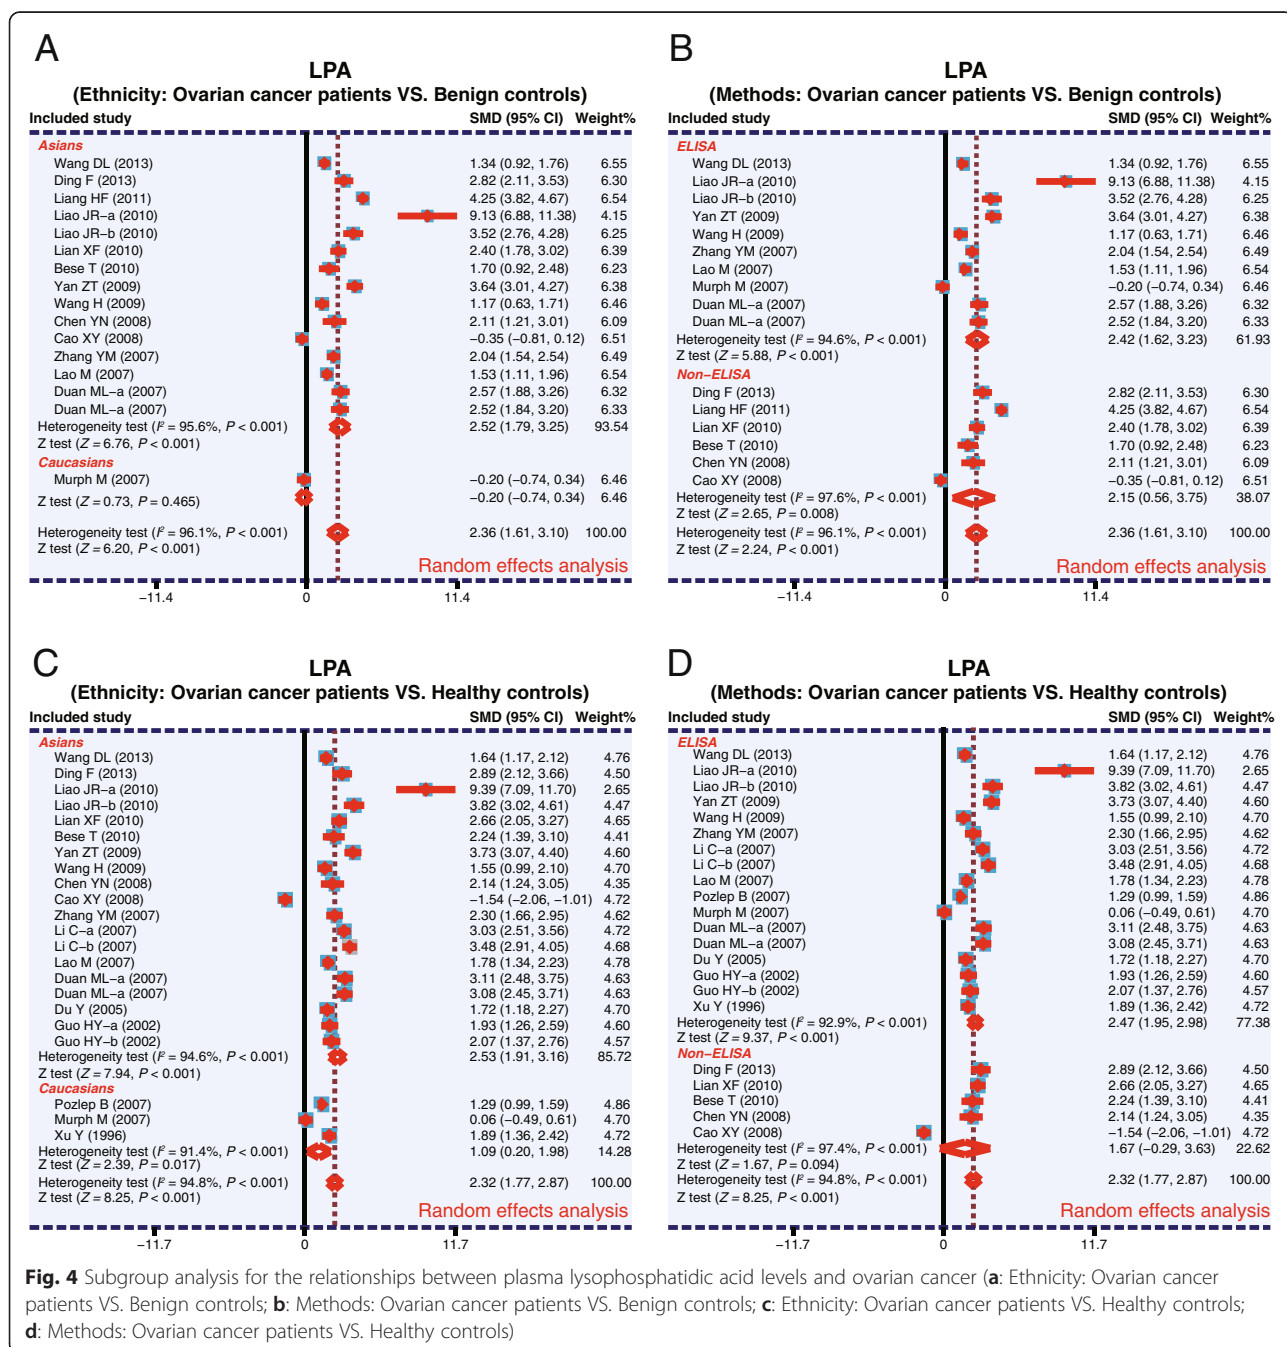 A
LPA
(Ethnicity: Ovarian cancer patients VS. Benign controls)
Included study SMD (95% CI) Weight%
Asians
Wang DL (2013) 1.34 (0.92, 1.76) 6.55
Ding F (2013) 2.82 (2.11, 3.53) 6.30
Liang HF (2011) 4.25 (3.82, 4.67) 6.54
Liao JR−a (2010) 9.13 (6.88, 11.38) 4.15
Liao JR−b (2010) 3.52 (2.76, 4.28) 6.25
Lian XF (2010) 2.40 (1.78, 3.02) 6.39
Bese T (2010) 1.70 (0.92, 2.48) 6.23
Yan ZT (2009) 3.64 (3.01, 4.27) 6.38
Wang H (2009) 1.17 (0.63, 1.71) 6.46
Chen YN (2008) 2.11 (1.21, 3.01) 6.09
Cao XY (2008) −0.35 (−0.81, 0.12) 6.51
Zhang YM (2007) 2.04 (1.54, 2.54) 6.49
Lao M (2007) 1.53 (1.11, 1.96) 6.54
Duan ML−a (2007) 2.57 (1.88, 3.26) 6.32
Duan ML−a (2007) 2.52 (1.84, 3.20) 6.33
Heterogeneity test (I² = 95.6%, P < 0.001) 2.52 (1.79, 3.25) 93.54
Z test (Z = 6.76, P < 0.001)
Caucasians
Murph M (2007) −0.20 (−0.74, 0.34) 6.46
Z test (Z = 0.73, P = 0.465) −0.20 (−0.74, 0.34) 6.46
Heterogeneity test (I² = 96.1%, P < 0.001) 2.36 (1.61, 3.10) 100.00
Z test (Z = 6.20, P < 0.001)
Random effects analysis
−11.4 0 11.4
B
LPA
(Methods: Ovarian cancer patients VS. Benign controls)
Included study SMD (95% CI) Weight%
ELISA
Wang DL (2013) 1.34 (0.92, 1.76) 6.55
Liao JR−a (2010) 9.13 (6.88, 11.38) 4.15
Liao JR−b (2010) 3.52 (2.76, 4.28) 6.25
Yan ZT (2009) 3.64 (3.01, 4.27) 6.38
Wang H (2009) 1.17 (0.63, 1.71) 6.46
Zhang YM (2007) 2.04 (1.54, 2.54) 6.49
Lao M (2007) 1.53 (1.11, 1.96) 6.54
Murph M (2007) −0.20 (−0.74, 0.34) 6.46
Duan ML−a (2007) 2.57 (1.88, 3.26) 6.32
Duan ML−a (2007) 2.52 (1.84, 3.20) 6.33
Heterogeneity test (I² = 94.6%, P < 0.001) 2.42 (1.62, 3.23) 61.93
Z test (Z = 5.88, P < 0.001)
Non−ELISA
Ding F (2013) 2.82 (2.11, 3.53) 6.30
Liang HF (2011) 4.25 (3.82, 4.67) 6.54
Lian XF (2010) 2.40 (1.78, 3.02) 6.39
Bese T (2010) 1.70 (0.92, 2.48) 6.23
Chen YN (2008) 2.11 (1.21, 3.01) 6.09
Cao XY (2008) −0.35 (−0.81, 0.12) 6.51
Heterogeneity test (I² = 97.6%, P < 0.001) 2.15 (0.56, 3.75) 38.07
Z test (Z = 2.65, P = 0.008)
Heterogeneity test (I² = 96.1%, P < 0.001) 2.36 (1.61, 3.10) 100.00
Z test (Z = 2.24, P < 0.001)
Random effects analysis
−11.4 0 11.4
C
LPA
(Ethnicity: Ovarian cancer patients VS. Healthy controls)
Included study SMD (95% CI) Weight%
Asians
Wang DL (2013) 1.64 (1.17, 2.12) 4.76
Ding F (2013) 2.89 (2.12, 3.66) 4.50
Liao JR−a (2010) 9.39 (7.09, 11.70) 2.65
Liao JR−b (2010) 3.82 (3.02, 4.61) 4.47
Lian XF (2010) 2.66 (2.05, 3.27) 4.65
Bese T (2010) 2.24 (1.39, 3.10) 4.41
Yan ZT (2009) 3.73 (3.07, 4.40) 4.60
Wang H (2009) 1.55 (0.99, 2.10) 4.70
Chen YN (2008) 2.14 (1.24, 3.05) 4.35
Cao XY (2008) −1.54 (−2.06, −1.01) 4.72
Zhang YM (2007) 2.30 (1.66, 2.95) 4.62
Li C−a (2007) 3.03 (2.51, 3.56) 4.72
Li C−b (2007) 3.48 (2.91, 4.05) 4.68
Lao M (2007) 1.78 (1.34, 2.23) 4.78
Duan ML−a (2007) 3.11 (2.48, 3.75) 4.63
Duan ML−a (2007) 3.08 (2.45, 3.71) 4.63
Du Y (2005) 1.72 (1.18, 2.27) 4.70
Guo HY−a (2002) 1.93 (1.26, 2.59) 4.60
Guo HY−b (2002) 2.07 (1.37, 2.76) 4.57
Heterogeneity test (I² = 94.6%, P < 0.001) 2.53 (1.91, 3.16) 85.72
Z test (Z = 7.94, P < 0.001)
Caucasians
Pozlep B (2007) 1.29 (0.99, 1.59) 4.86
Murph M (2007) 0.06 (−0.49, 0.61) 4.70
Xu Y (1996) 1.89 (1.36, 2.42) 4.72
Heterogeneity test (I² = 91.4%, P < 0.001) 1.09 (0.20, 1.98) 14.28
Z test (Z = 2.39, P = 0.017)
Heterogeneity test (I² = 94.8%, P < 0.001) 2.32 (1.77, 2.87) 100.00
Z test (Z = 8.25, P < 0.001)
Random effects analysis
−11.7 0 11.7
D
LPA
(Methods: Ovarian cancer patients VS. Healthy controls)
Included study SMD (95% CI) Weight%
ELISA
Wang DL (2013) 1.64 (1.17, 2.12) 4.76
Liao JR−a (2010) 9.39 (7.09, 11.70) 2.65
Liao JR−b (2010) 3.82 (3.02, 4.61) 4.47
Yan ZT (2009) 3.73 (3.07, 4.40) 4.60
Wang H (2009) 1.55 (0.99, 2.10) 4.70
Zhang YM (2007) 2.30 (1.66, 2.95) 4.62
Li C−a (2007) 3.03 (2.51, 3.56) 4.72
Li C−b (2007) 3.48 (2.91, 4.05) 4.68
Lao M (2007) 1.78 (1.34, 2.23) 4.78
Pozlep B (2007) 1.29 (0.99, 1.59) 4.86
Murph M (2007) 0.06 (−0.49, 0.61) 4.70
Duan ML−a (2007) 3.11 (2.48, 3.75) 4.63
Duan ML−a (2007) 3.08 (2.45, 3.71) 4.63
Du Y (2005) 1.72 (1.18, 2.27) 4.70
Guo HY−a (2002) 1.93 (1.26, 2.59) 4.60
Guo HY−b (2002) 2.07 (1.37, 2.76) 4.57
Xu Y (1996) 1.89 (1.36, 2.42) 4.72
Heterogeneity test (I² = 92.9%, P < 0.001) 2.47 (1.95, 2.98) 77.38
Z test (Z = 9.37, P < 0.001)
Non−ELISA
Ding F (2013) 2.89 (2.12, 3.66) 4.50
Lian XF (2010) 2.66 (2.05, 3.27) 4.65
Bese T (2010) 2.24 (1.39, 3.10) 4.41
Chen YN (2008) 2.14 (1.24, 3.05) 4.35
Cao XY (2008) −1.54 (−2.06, −1.01) 4.72
Heterogeneity test (I² = 97.4%, P < 0.001) 1.67 (−0.29, 3.63) 22.62
Z test (Z = 1.67, P = 0.094)
Heterogeneity test (I² = 94.8%, P < 0.001) 2.32 (1.77, 2.87) 100.00
Z test (Z = 8.25, P < 0.001)
Random effects analysis
−11.7 0 11.7
Fig. 4 Subgroup analysis for the relationships between plasma lysophosphatidic acid levels and ovarian cancer (a: Ethnicity: Ovarian cancer
patients VS. Benign controls; b: Methods: Ovarian cancer patients VS. Benign controls; c: Ethnicity: Ovarian cancer patients VS. Healthy controls;
d: Methods: Ovarian cancer patients VS. Healthy controls)